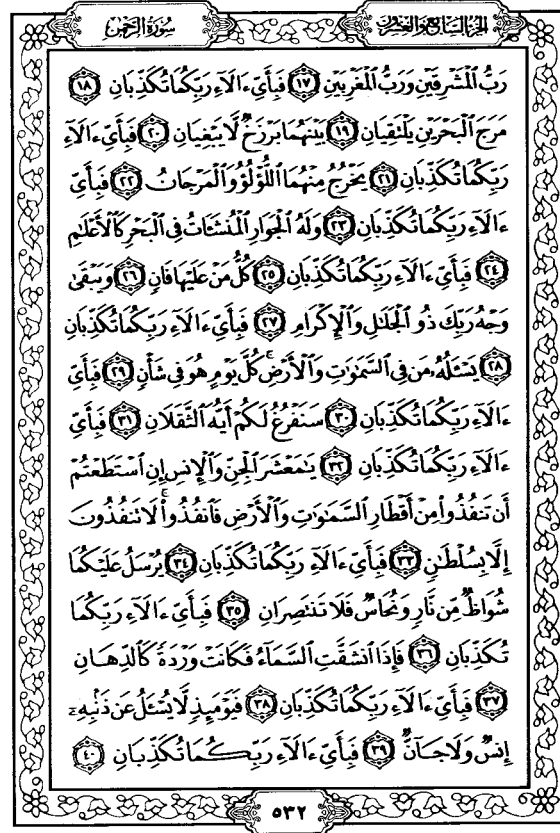 الجزء السابع والعشرون سورة الرحمن
رَبُّ ٱلْمَشْرِقَيْنِ وَرَبُّ ٱلْمَغْرِبَيْنِ ١٧ فَبِأَيِّ ءَالَآءِ رَبِّكُمَا تُكَذِّبَانِ ١٨
مَرَجَ ٱلْبَحْرَيْنِ يَلْتَقِيَانِ ١٩ بَيْنَهُمَا بَرْزَخٌ لَّا يَبْغِيَانِ ٢٠ فَبِأَيِّ ءَالَآءِ
رَبِّكُمَا تُكَذِّبَانِ ٢١ يَخْرُجُ مِنْهُمَا ٱللُّؤْلُؤُ وَٱلْمَرْجَانُ ٢٢ فَبِأَيِّ
ءَالَآءِ رَبِّكُمَا تُكَذِّبَانِ ٢٣ وَلَهُ ٱلْجَوَارِ ٱلْمُنشَـَٔاتُ فِى ٱلْبَحْرِ كَٱلْأَعْلَٰمِ
٢٤ فَبِأَيِّ ءَالَآءِ رَبِّكُمَا تُكَذِّبَانِ ٢٥ كُلُّ مَنْ عَلَيْهَا فَانٍ ٢٦ وَيَبْقَىٰ
وَجْهُ رَبِّكَ ذُو ٱلْجَلَٰلِ وَٱلْإِكْرَامِ ٢٧ فَبِأَيِّ ءَالَآءِ رَبِّكُمَا تُكَذِّبَانِ
٢٨ يَسْـَٔلُهُۥ مَن فِى ٱلسَّمَٰوَٰتِ وَٱلْأَرْضِ ۚ كُلَّ يَوْمٍ هُوَ فِى شَأْنٍ ٢٩ فَبِأَيِّ
ءَالَآءِ رَبِّكُمَا تُكَذِّبَانِ ٣٠ سَنَفْرُغُ لَكُمْ أَيُّهَ ٱلثَّقَلَانِ ٣١ فَبِأَيِّ
ءَالَآءِ رَبِّكُمَا تُكَذِّبَانِ ٣٢ يَٰمَعْشَرَ ٱلْجِنِّ وَٱلْإِنسِ إِنِ ٱسْتَطَعْتُمْ
أَن تَنفُذُوا۟ مِنْ أَقْطَارِ ٱلسَّمَٰوَٰتِ وَٱلْأَرْضِ فَٱنفُذُوا۟ ۚ لَا تَنفُذُونَ
إِلَّا بِسُلْطَٰنٍ ٣٣ فَبِأَيِّ ءَالَآءِ رَبِّكُمَا تُكَذِّبَانِ ٣٤ يُرْسَلُ عَلَيْكُمَا
شُوَاظٌ مِّن نَّارٍ وَنُحَاسٌ فَلَا تَنتَصِرَانِ ٣٥ فَبِأَيِّ ءَالَآءِ رَبِّكُمَا
تُكَذِّبَانِ ٣٦ فَإِذَا ٱنشَقَّتِ ٱلسَّمَآءُ فَكَانَتْ وَرْدَةً كَٱلدِّهَانِ
٣٧ فَبِأَيِّ ءَالَآءِ رَبِّكُمَا تُكَذِّبَانِ ٣٨ فَيَوْمَئِذٍ لَّا يُسْـَٔلُ عَن ذَنۢبِهِۦٓ
إِنسٌ وَلَا جَآنٌّ ٣٩ فَبِأَيِّ ءَالَآءِ رَبِّكُمَا تُكَذِّبَانِ ٤٠
٥٣٢